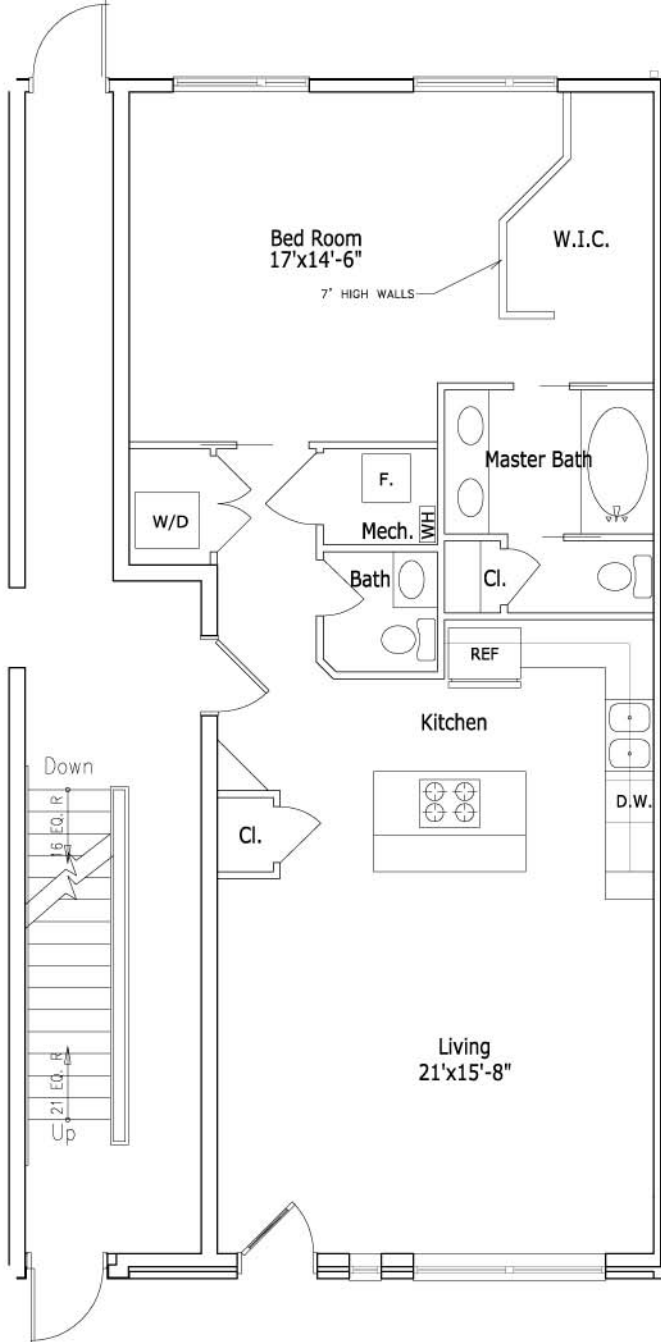 Bed Room
17'x14'-6"
W.I.C.
7' HIGH WALLS
Master Bath
F.
W/D
Mech.
WH
Bath
Cl.
REF
Kitchen
Down
16 EQ. R
D.W.
Cl.
Living
21'x15'-8"
21 EQ. R
Up